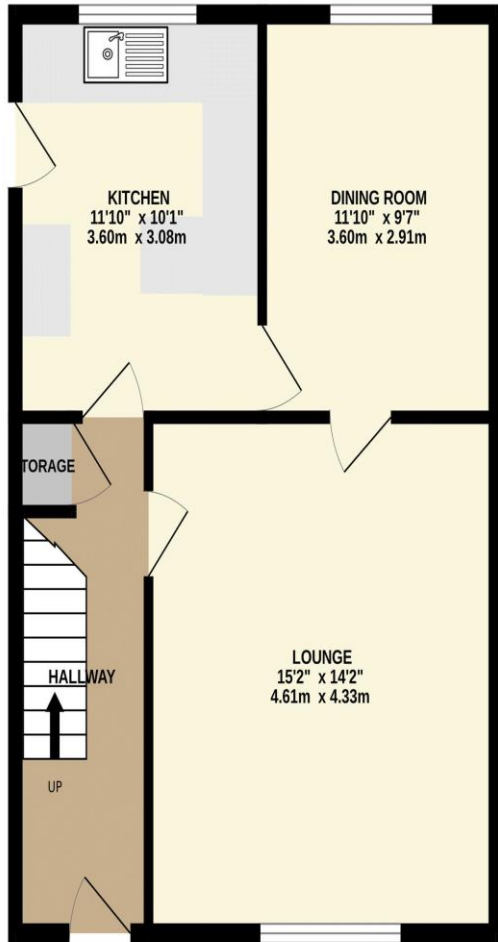 KITCHEN
11'10" x 10'1"
3.60m x 3.08m
DINING ROOM
11'10" x 9'7"
3.60m x 2.91m
TORAGE
LOUNGE
15'2" x 14'2"
4.61m x 4.33m
HALLWAY
UP